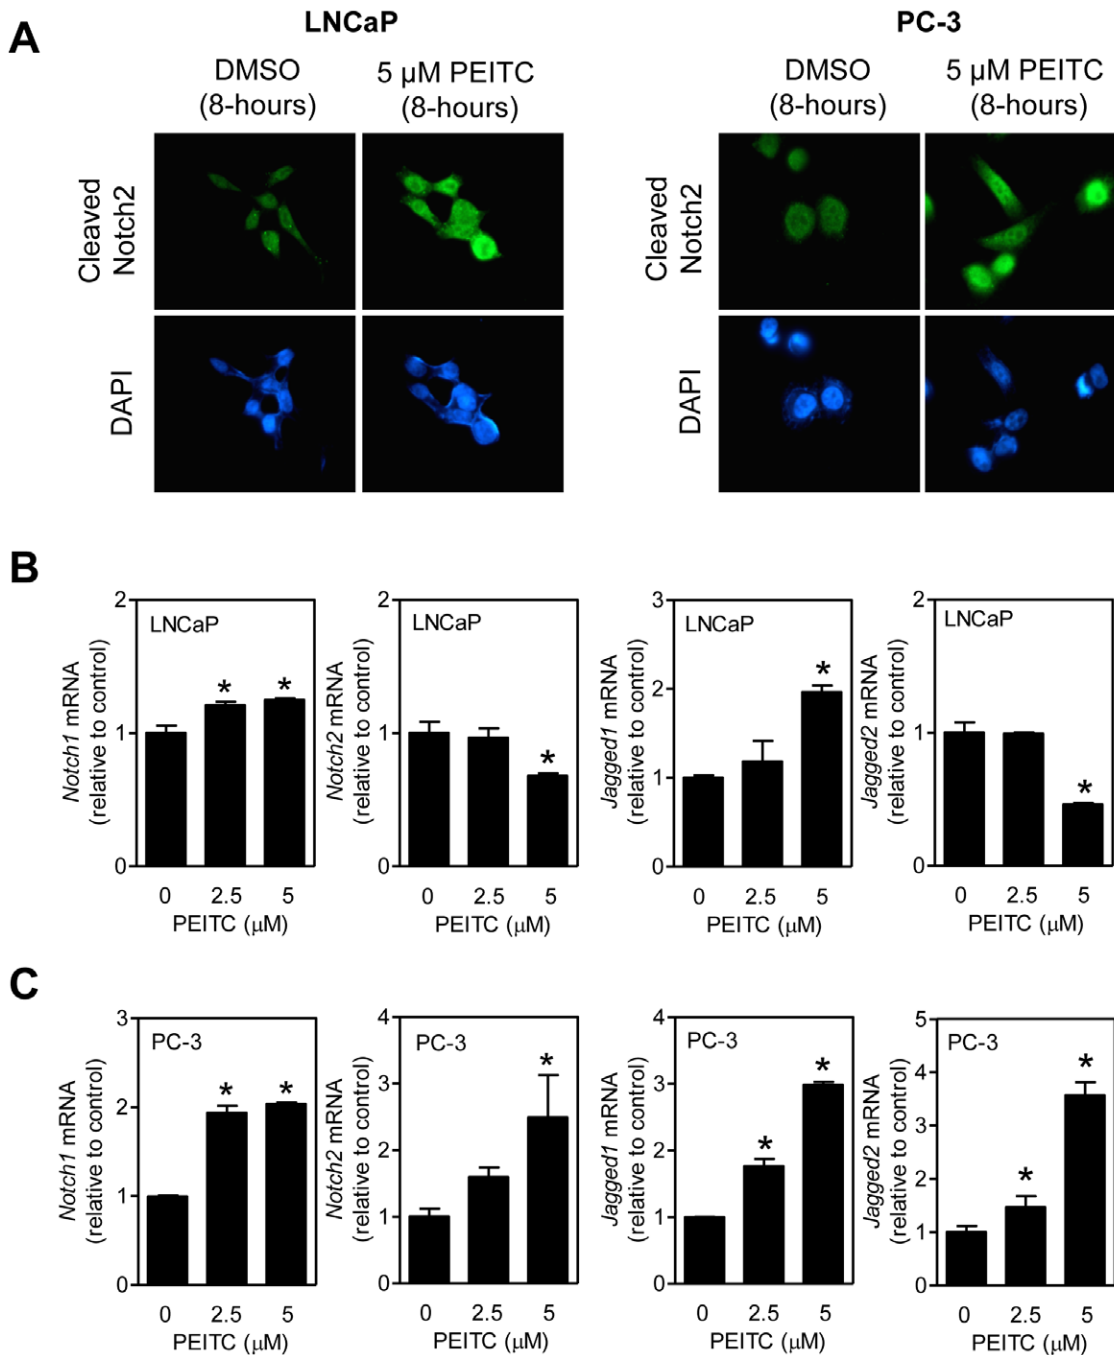 A
LNCaP
PC-3
DMSO
(8-hours)
5 µM PEITC
(8-hours)
DMSO
(8-hours)
5 µM PEITC
(8-hours)
Cleaved
Notch2
DAPI
Cleaved
Notch2
DAPI
B
Notch1 mRNA
(relative to control)
2
1
0
LNCaP
*
*
0 2.5 5
PEITC (µM)
Notch2 mRNA
(relative to control)
2
1
0
LNCaP
*
0 2.5 5
PEITC (µM)
Jagged1 mRNA
(relative to control)
3
2
1
0
LNCaP
*
0 2.5 5
PEITC (µM)
Jagged2 mRNA
(relative to control)
2
1
0
LNCaP
*
0 2.5 5
PEITC (µM)
C
Notch1 mRNA
(relative to control)
3
2
1
0
PC-3
*
*
0 2.5 5
PEITC (µM)
Notch2 mRNA
(relative to control)
4
3
2
1
0
PC-3
*
0 2.5 5
PEITC (µM)
Jagged1 mRNA
(relative to control)
4
3
2
1
0
PC-3
*
*
0 2.5 5
PEITC (µM)
Jagged2 mRNA
(relative to control)
5
4
3
2
1
0
PC-3
*
*
0 2.5 5
PEITC (µM)